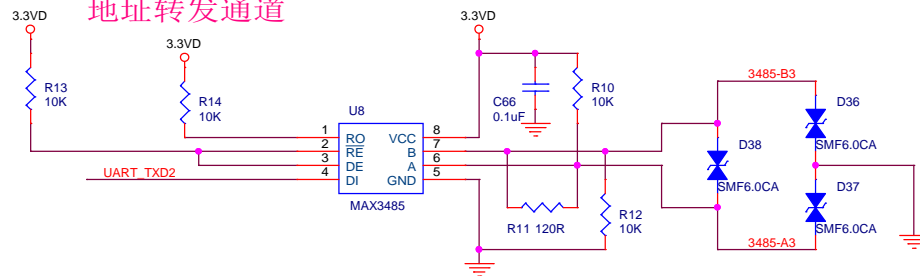 地址转发通道
3.3VD
3.3VD
3.3VD
R13
10K
R14
10K
U8
1
2
3
4
RO
RE
DE
DI
VCC
B
A
GND
8
7
6
5
MAX3485
UART_TXD2
C66
0.1uF
R10
10K
R11 120R
R12
10K
3485-B3
D36
SMF6.0CA
D38
SMF6.0CA
D37
SMF6.0CA
3485-A3